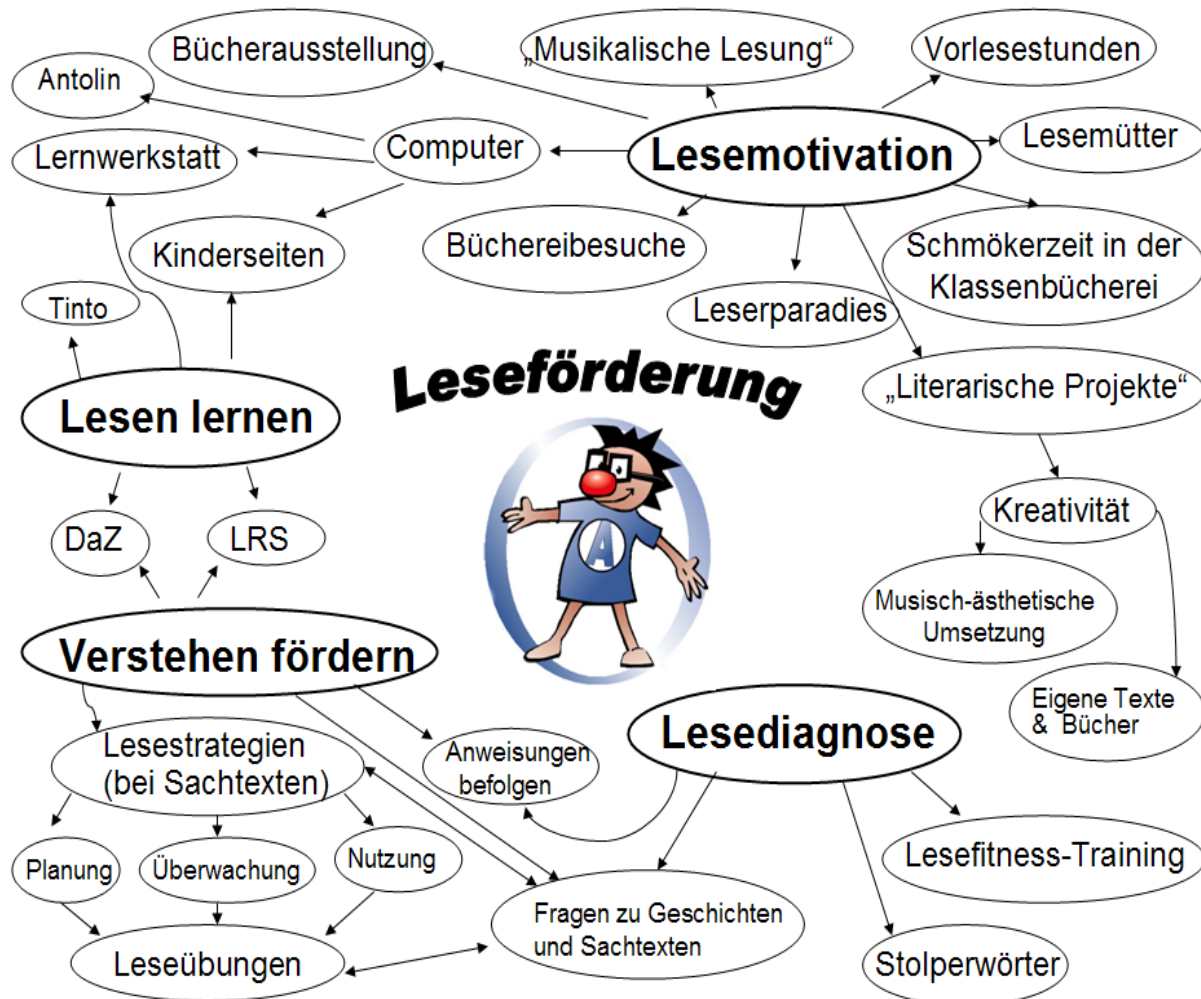 Bücherausstellung
„Musikalische Lesung“
Vorlesestunden
Antolin
Lernwerkstatt
Computer
Lesemotivation
Lesemütter
Kinderseiten
Büchereibesuche
Schmökerzeit in der
Klassenbücherei
Tinto
Leserparadies
Leseförderung
„Literarische Projekte“
Lesen lernen
DaZ
LRS
A
Kreativität
Musisch-ästhetische
Umsetzung
Verstehen fördern
Eigene Texte
& Bücher
Lesestrategien
(bei Sachtexten)
Anweisungen
befolgen
Lesediagnose
Planung
Überwachung
Nutzung
Lesefitness-Training
Fragen zu Geschichten
und Sachtexten
Leseübungen
Stolperwörter